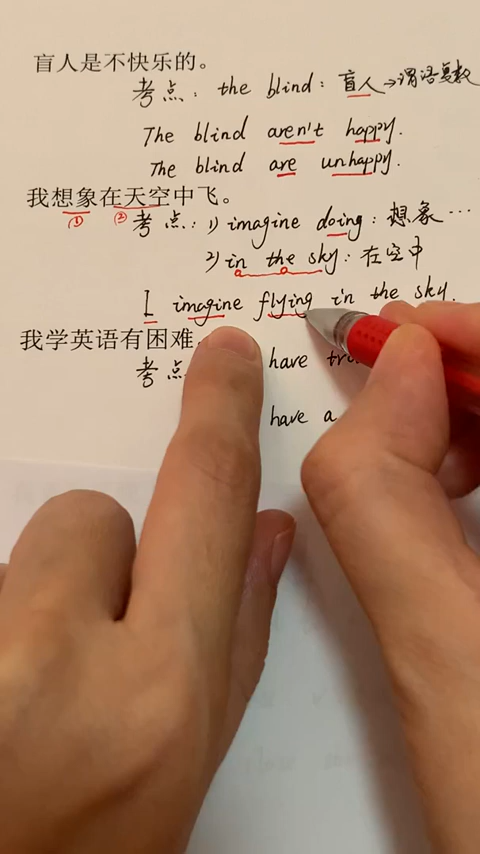 盲人是不快乐的。
考点：the blind：盲人→谓语复数
The blind aren't happy.
The blind are unhappy.
我想象在天空中飞。
① ②
考点：1) imagine doing：想象…
2) in the sky：在空中
I imagine flying in the sky.
我学英语有困难
考点 have
have a